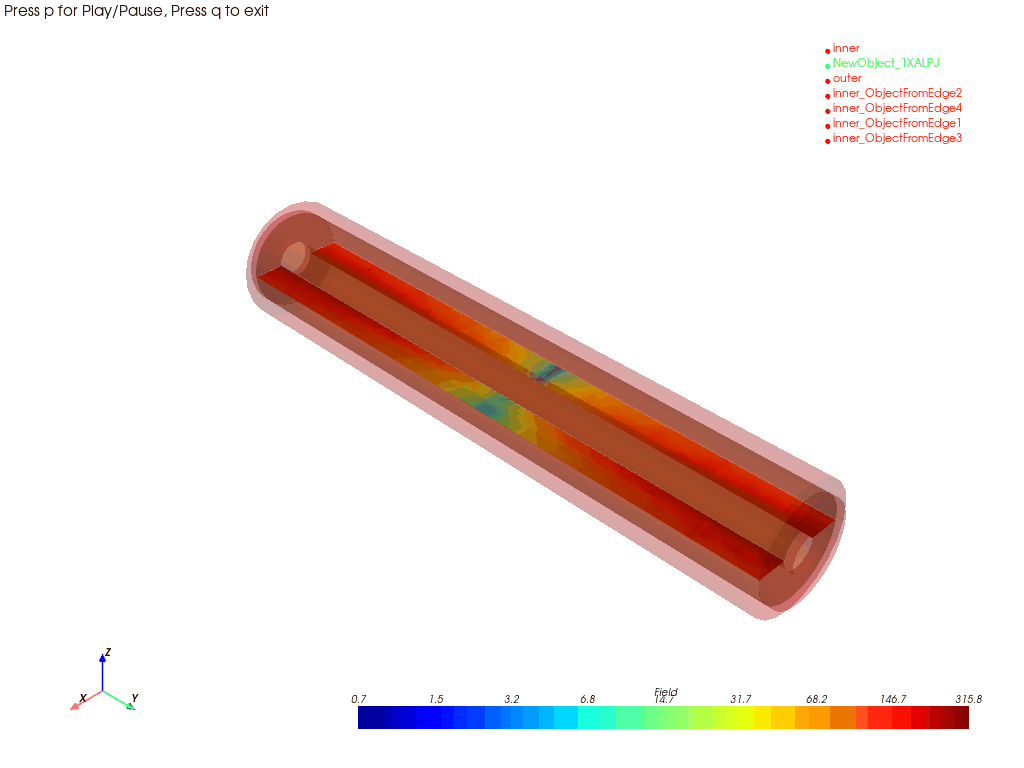 Press p for Play/Pause, Press q to exit
inner
NewObject_1XALPJ
outer
inner_ObjectFromEdge2
inner_ObjectFromEdge4
inner_ObjectFromEdge1
inner_ObjectFromEdge3
Z
X Y
Field
0.7 1.5 3.2 6.8 14.7 31.7 68.2 146.7 315.8